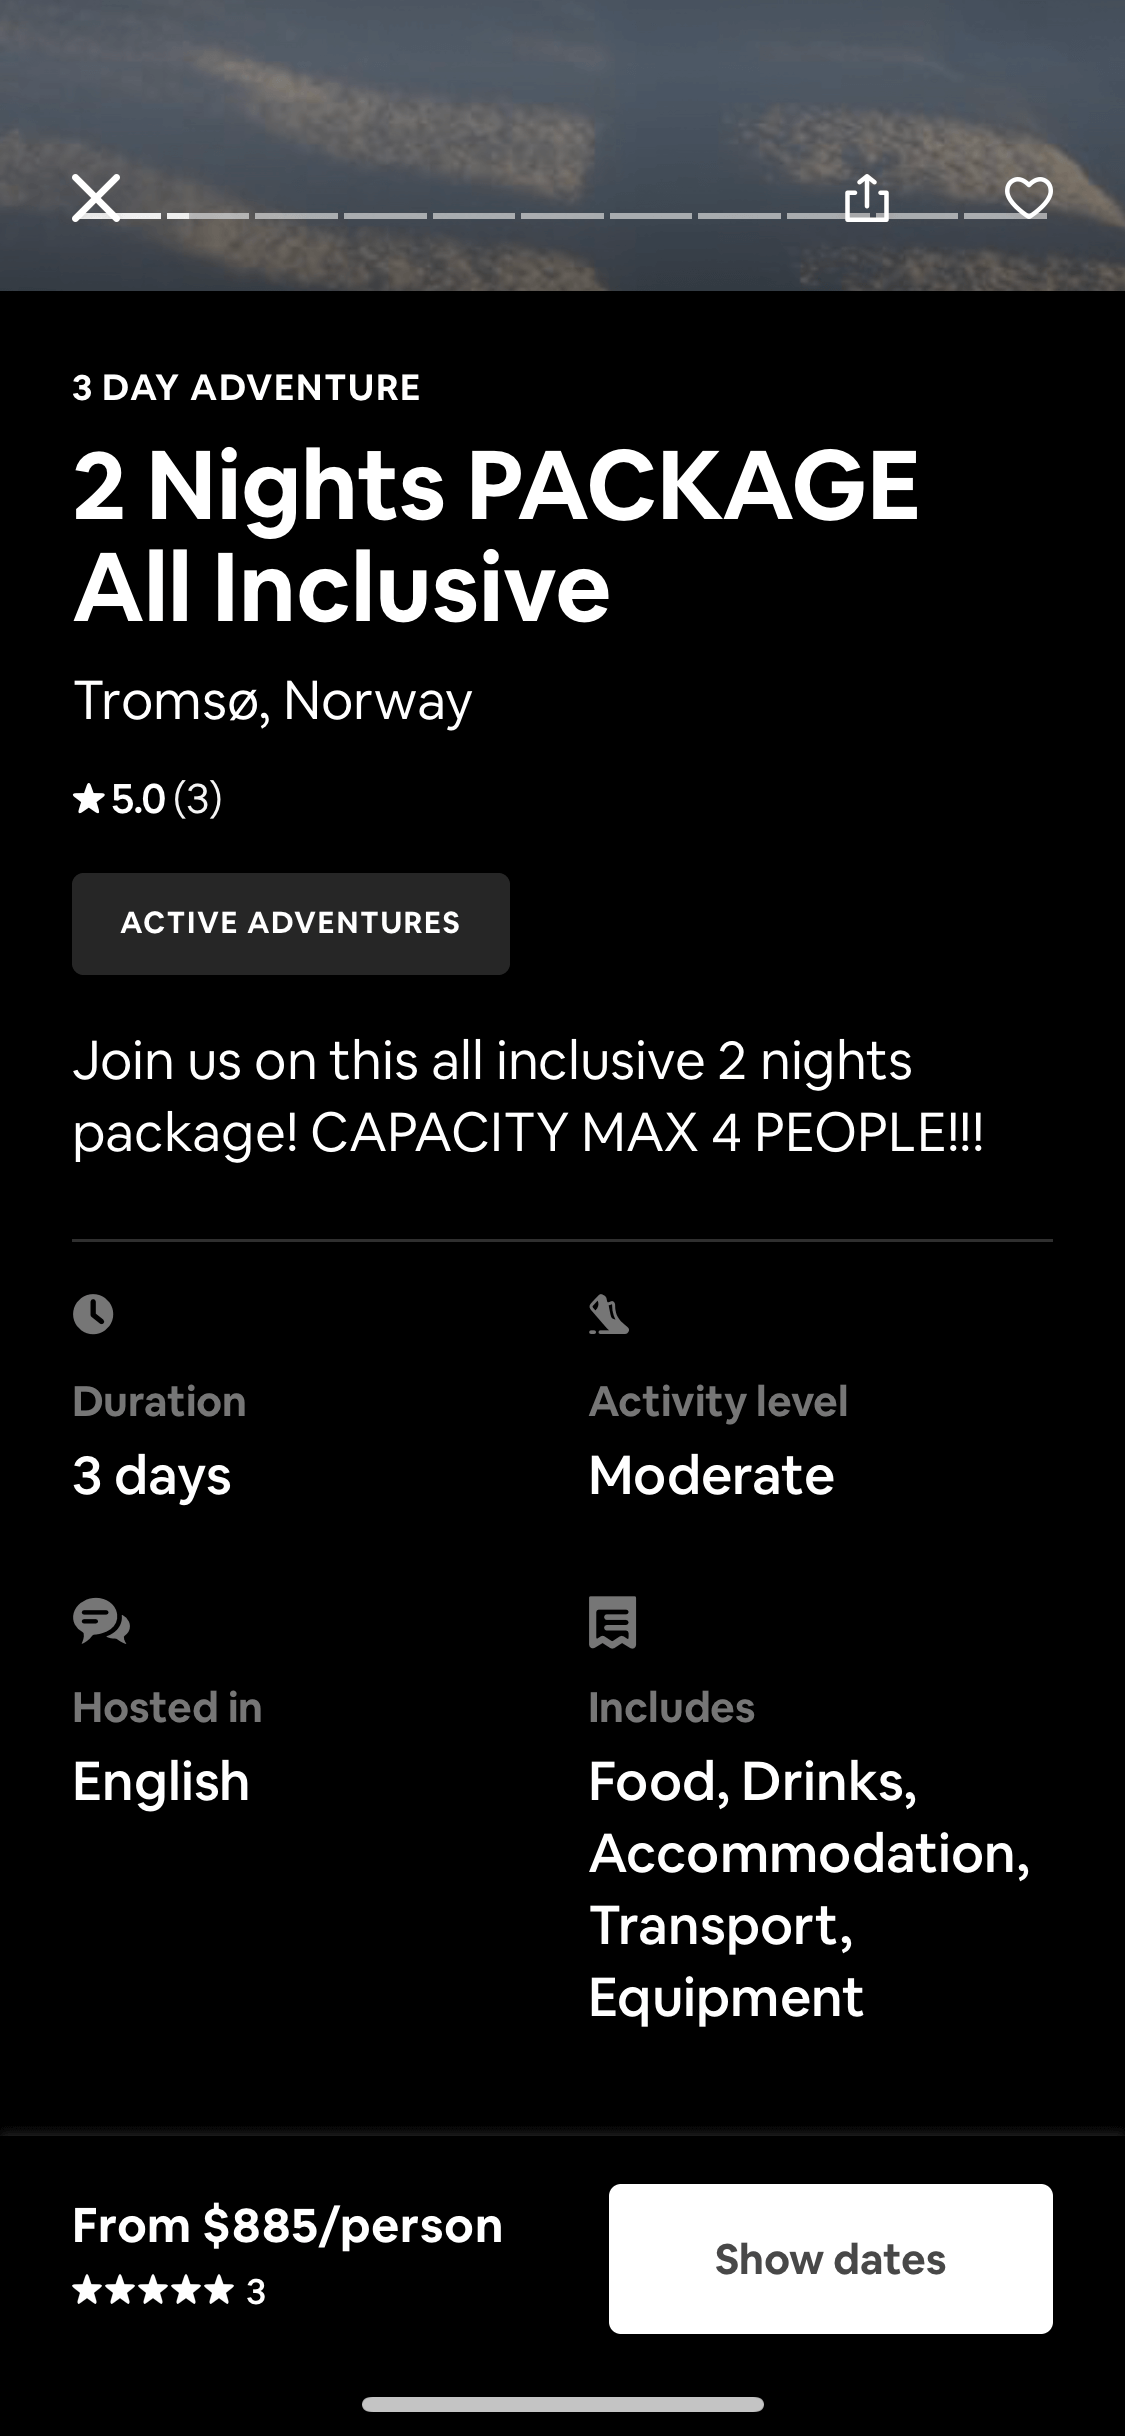 3 DAY ADVENTURE
2 Nights PACKAGE
All Inclusive
Tromsø, Norway
★ 5.0 (3)
ACTIVE ADVENTURES
Join us on this all inclusive 2 nights
package! CAPACITY MAX 4 PEOPLE!!!
Duration
3 days
Activity level
Moderate
Hosted in
English
Includes
Food, Drinks,
Accommodation,
Transport,
Equipment
From $885/person
★★★★★ 3
Show dates